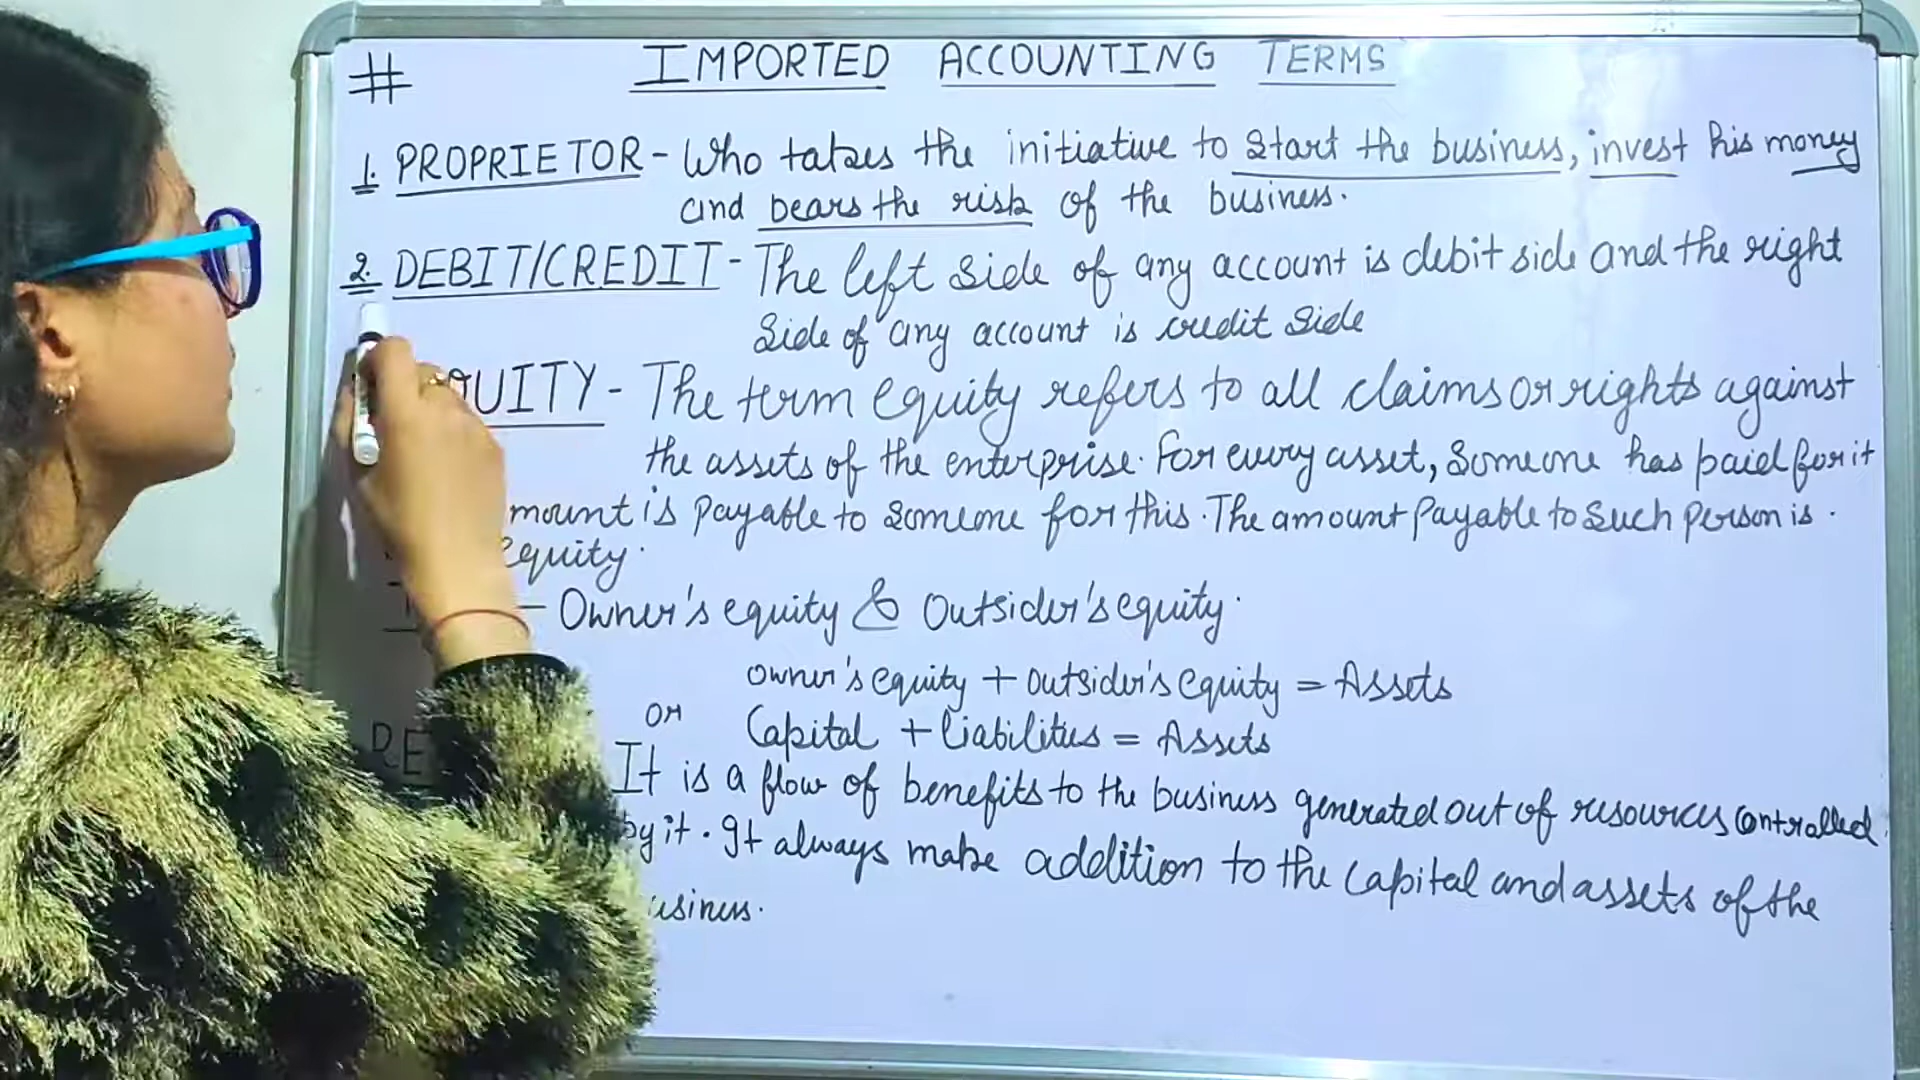 # IMPORTED ACCOUNTING TERMS
1. PROPRIETOR - Who takes the initiative to start the business, invest his money
and bears the risk of the business.
2. DEBIT/CREDIT - The left side of any account is debit side and the right
side of any account is credit side
QUITY - The term equity refers to all claims or rights against
the assets of the enterprise. For every asset, someone has paid for it
mount is payable to someone for this. The amount payable to such person is.
equity.
- Owner's equity & Outsider's equity.
owner's equity + outsider's equity = Assets
or Capital + liabilities = Assets
RE It is a flow of benefits to the business generated out of resources controlled.
by it. It always make addition to the capital and assets of the
usiness.